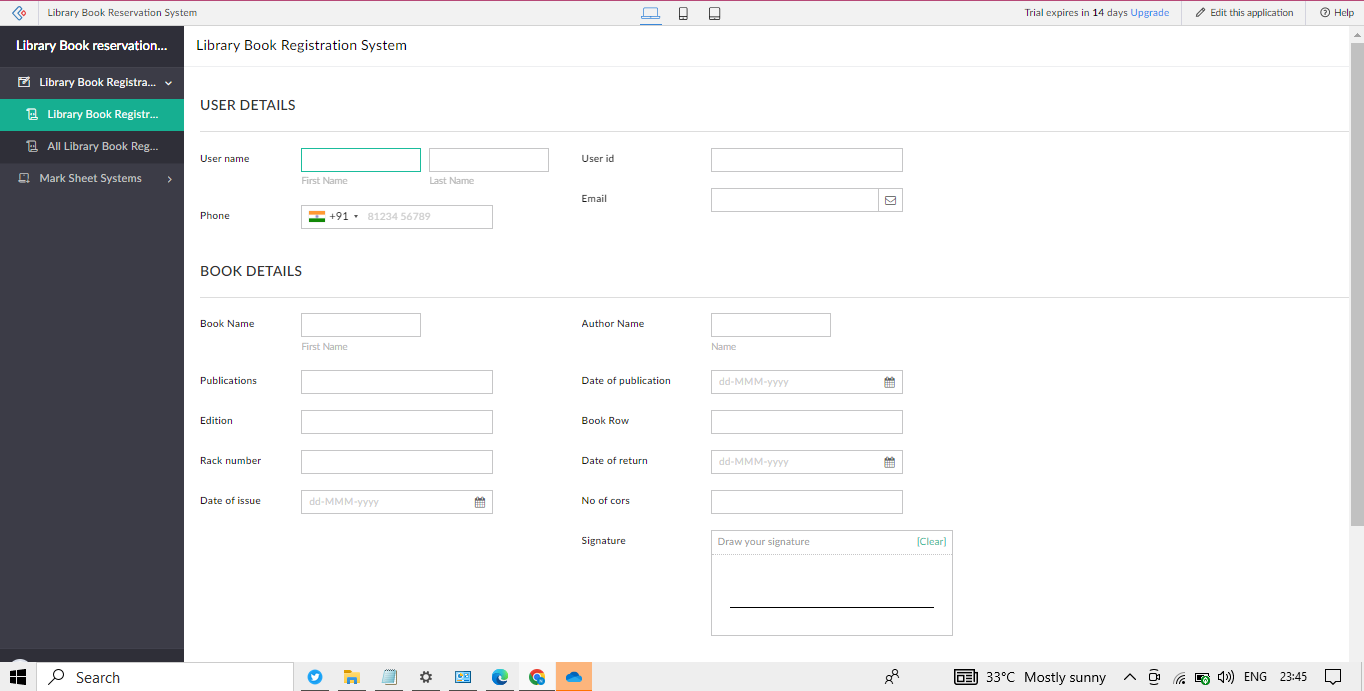 Library Book Reservation System
Trial expires in 14 days Upgrade
Edit this application
Help
Library Book reservation...
Library Book Registra...
Library Book Registr...
All Library Book Reg...
Mark Sheet Systems
Library Book Registration System
USER DETAILS
User name
First Name
Last Name
User id
Email
Phone
+91
81234 56789
BOOK DETAILS
Book Name
First Name
Author Name
Name
Publications
Date of publication
dd-MMM-yyyy
Edition
Book Row
Rack number
Date of return
dd-MMM-yyyy
Date of issue
dd-MMM-yyyy
No of cors
Signature
Draw your signature
[Clear]
Search
33°C Mostly sunny
ENG
23:45